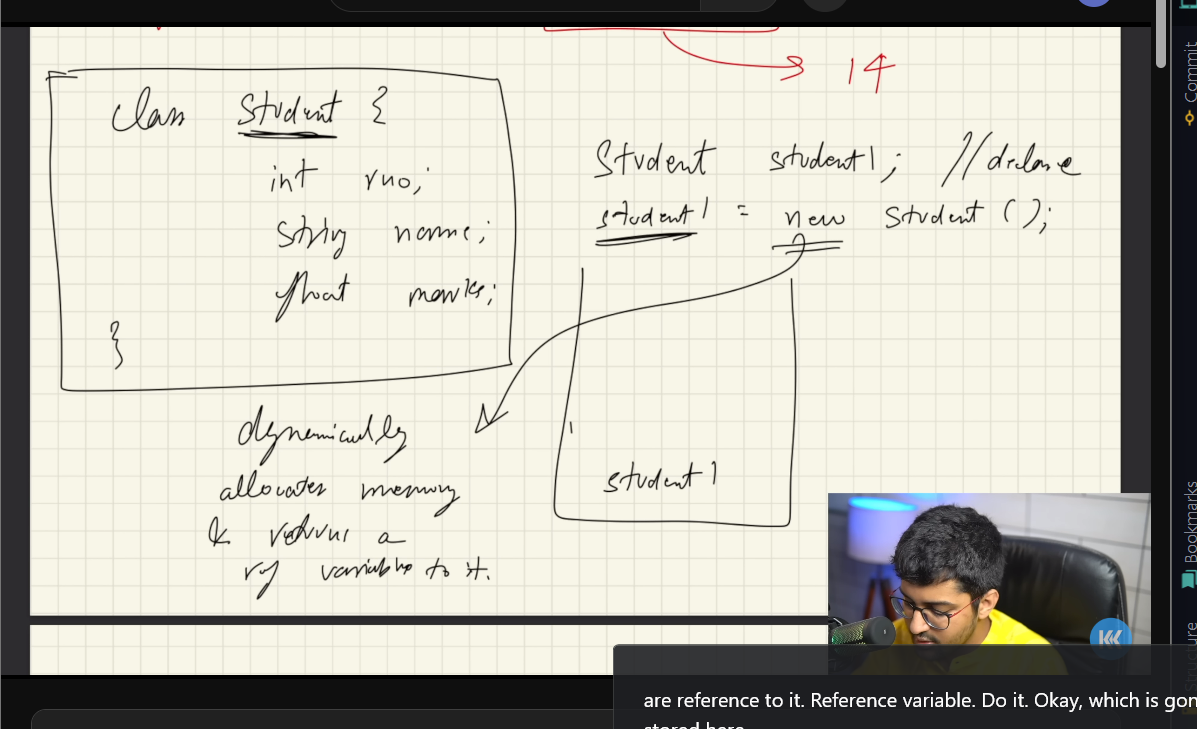 14
class Student {
int rno;
string name;
float marks;
}
Student student1; // declare
student1 = new Student ( );
student1
dynamically
allocates memory
& returns a
ref variable to it.
are reference to it. Reference variable. Do it. Okay, which is gon
stored here
Commit
Bookmarks